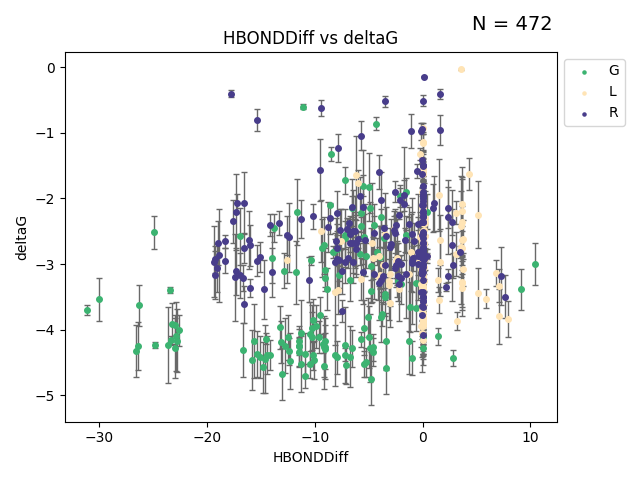 N = 472
HBONDDiff vs deltaG
G
L
R
deltaG
0
−1
−2
−3
−4
−5
−30
−20
−10
0
10
HBONDDiff